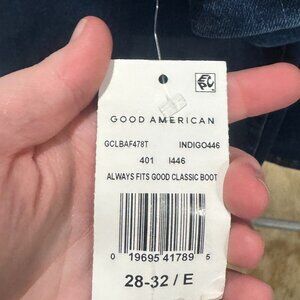 GOOD AMERICAN
GCLBAF478T INDIGO446
401 I446
ALWAYS FITS GOOD CLASSIC BOOT
0 19695 41789 5
28-32 / E